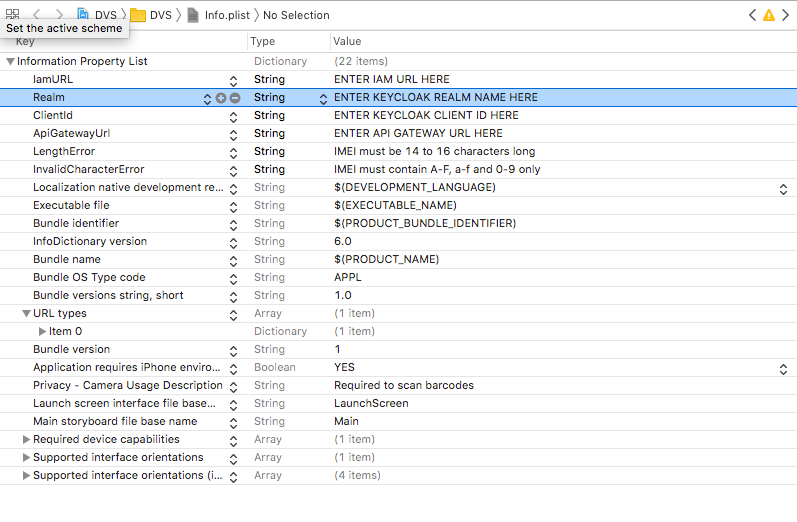 DVS DVS Info.plist No Selection
Set the active scheme
Key Type Value
Information Property List Dictionary (22 items)
IamURL String ENTER IAM URL HERE
Realm String ENTER KEYCLOAK REALM NAME HERE
ClientId String ENTER KEYCLOAK CLIENT ID HERE
ApiGatewayUrl String ENTER API GATEWAY URL HERE
LengthError String IMEI must be 14 to 16 characters long
InvalidCharacterError String IMEI must contain A-F, a-f and 0-9 only
Localization native development re... String $(DEVELOPMENT_LANGUAGE)
Executable file String $(EXECUTABLE_NAME)
Bundle identifier String $(PRODUCT_BUNDLE_IDENTIFIER)
InfoDictionary version String 6.0
Bundle name String $(PRODUCT_NAME)
Bundle OS Type code String APPL
Bundle versions string, short String 1.0
URL types Array (1 item)
Item 0 Dictionary (1 item)
Bundle version String 1
Application requires iPhone enviro... Boolean YES
Privacy - Camera Usage Description String Required to scan barcodes
Launch screen interface file base... String LaunchScreen
Main storyboard file base name String Main
Required device capabilities Array (1 item)
Supported interface orientations Array (1 item)
Supported interface orientations (i... Array (4 items)